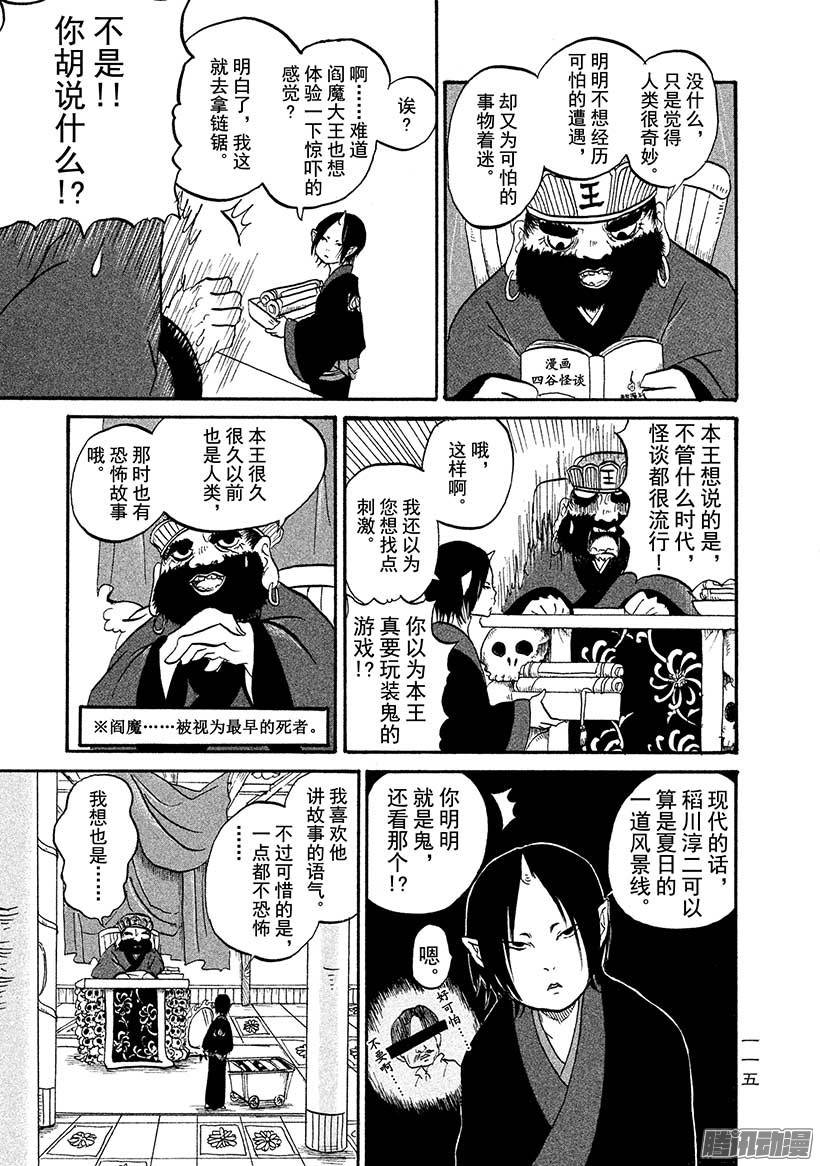 没什么，
只是觉得
人类很奇妙。
明明不想经历
可怕的遭遇，
却又为可怕的
事物着迷。
王
漫画
四谷怪谈
诶？
啊……难道
阎魔大王也想
体验一下惊吓的
感觉？
明白了，我这
就去拿链锯。
不是！！
你胡说什么！？
本王想说的是，
不管什么时代，
怪谈都很流行！
王
哦，
这样啊。
我还以为
您想找点
刺激。
你以为本王
真要玩装鬼的
游戏！？
本王很久
很久以前
也是人类，
那时也有
恐怖故事
哦。
※阎魔……被视为最早的死者。
现代的话，
稻川淳二可以
算是夏日的
一道风景线。
你明明
就是鬼，
还看那个！？
嗯。
好可怕…
不要啊……
我喜欢他
讲故事的语气。
不过可惜的是，
一点都不恐怖
……
我想也是…
一一五
腾讯动漫